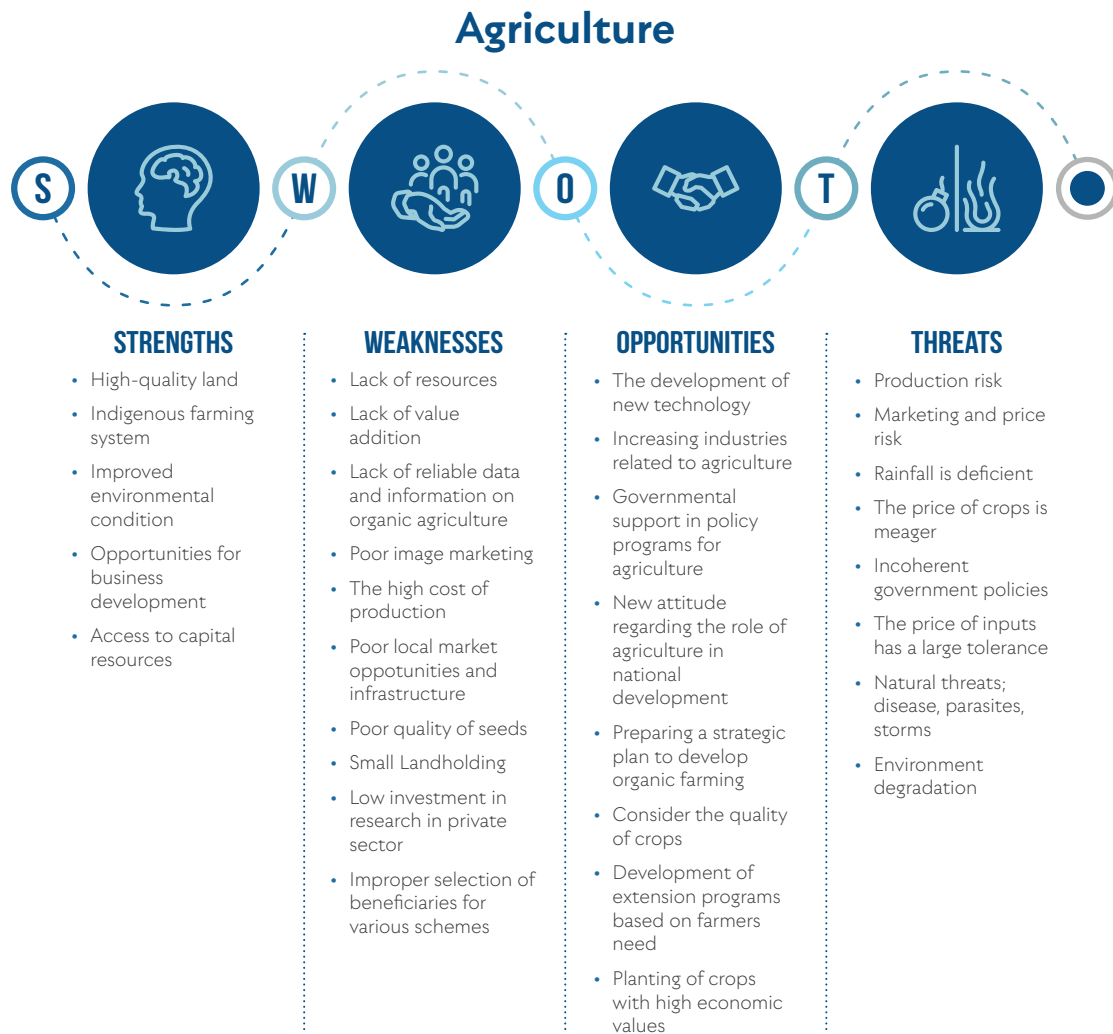 Agriculture
S
W
O
T
STRENGTHS
• High-quality land
• Indigenous farming
system
• Improved
environmental
condition
• Opportunities for
business
development
• Access to capital
resources
WEAKNESSES
• Lack of resources
• Lack of value
addition
• Lack of reliable data
and information on
organic agriculture
• Poor image marketing
• The high cost of
production
• Poor local market
oppotunities and
infrastructure
• Poor quality of seeds
• Small Landholding
• Low investment in
research in private
sector
• Improper selection of
beneficiaries for
various schemes
OPPORTUNITIES
• The development of
new technology
• Increasing industries
related to agriculture
• Governmental
support in policy
programs for
agriculture
• New attitude
regarding the role of
agriculture in
national
development
• Preparing a strategic
plan to develop
organic farming
• Consider the quality
of crops
• Development of
extension programs
based on farmers
need
• Planting of crops
with high economic
values
THREATS
• Production risk
• Marketing and price
risk
• Rainfall is deficient
• The price of crops is
meager
• Incoherent
government policies
• The price of inputs
has a large tolerance
• Natural threats;
disease, parasites,
storms
• Environment
degradation